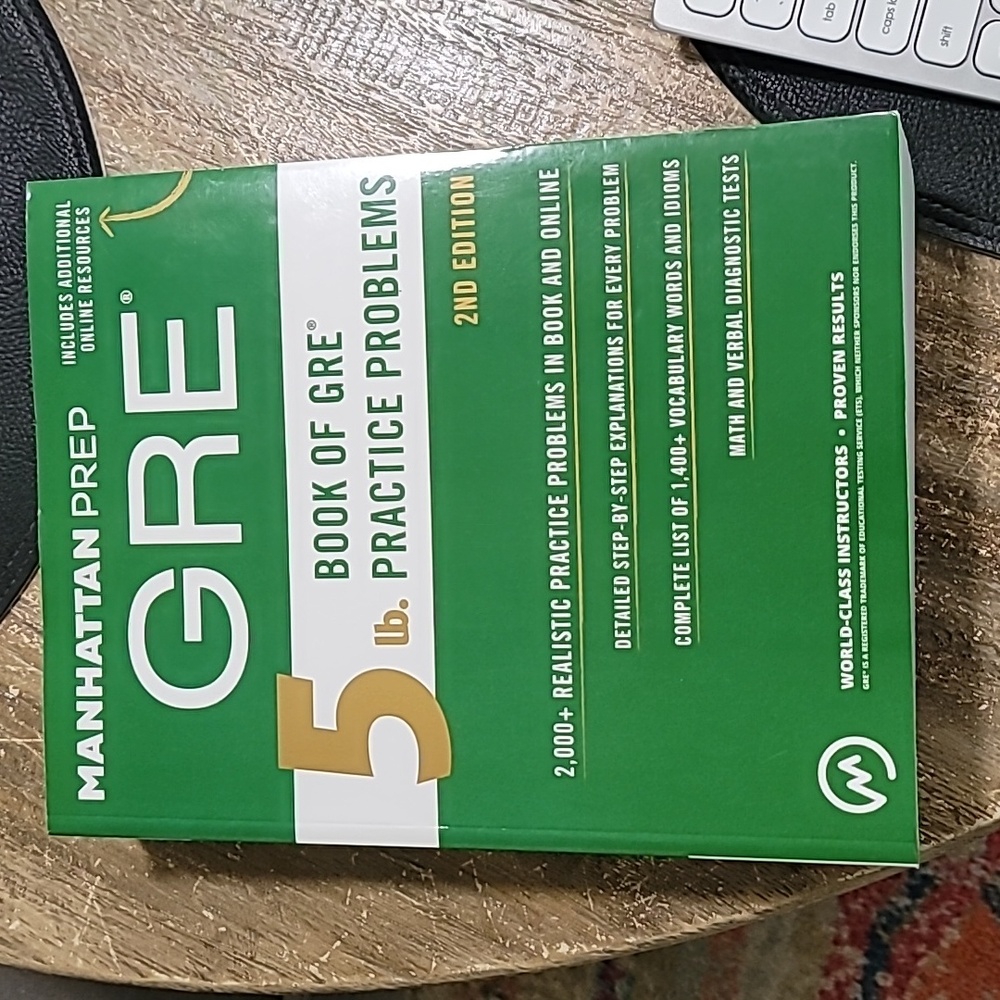 MANHATTAN PREP
INCLUDES ADDITIONAL
ONLINE RESOURCES
GRE®
5 lb.
BOOK OF GRE®
PRACTICE PROBLEMS
2ND EDITION
2,000+ REALISTIC PRACTICE PROBLEMS IN BOOK AND ONLINE
DETAILED STEP-BY-STEP EXPLANATIONS FOR EVERY PROBLEM
COMPLETE LIST OF 1,400+ VOCABULARY WORDS AND IDIOMS
MATH AND VERBAL DIAGNOSTIC TESTS
WORLD-CLASS INSTRUCTORS • PROVEN RESULTS
GRE® IS A REGISTERED TRADEMARK OF EDUCATIONAL TESTING SERVICE (ETS), WHICH NEITHER SPONSORS NOR ENDORSES THIS PRODUCT.
tab
caps
shift